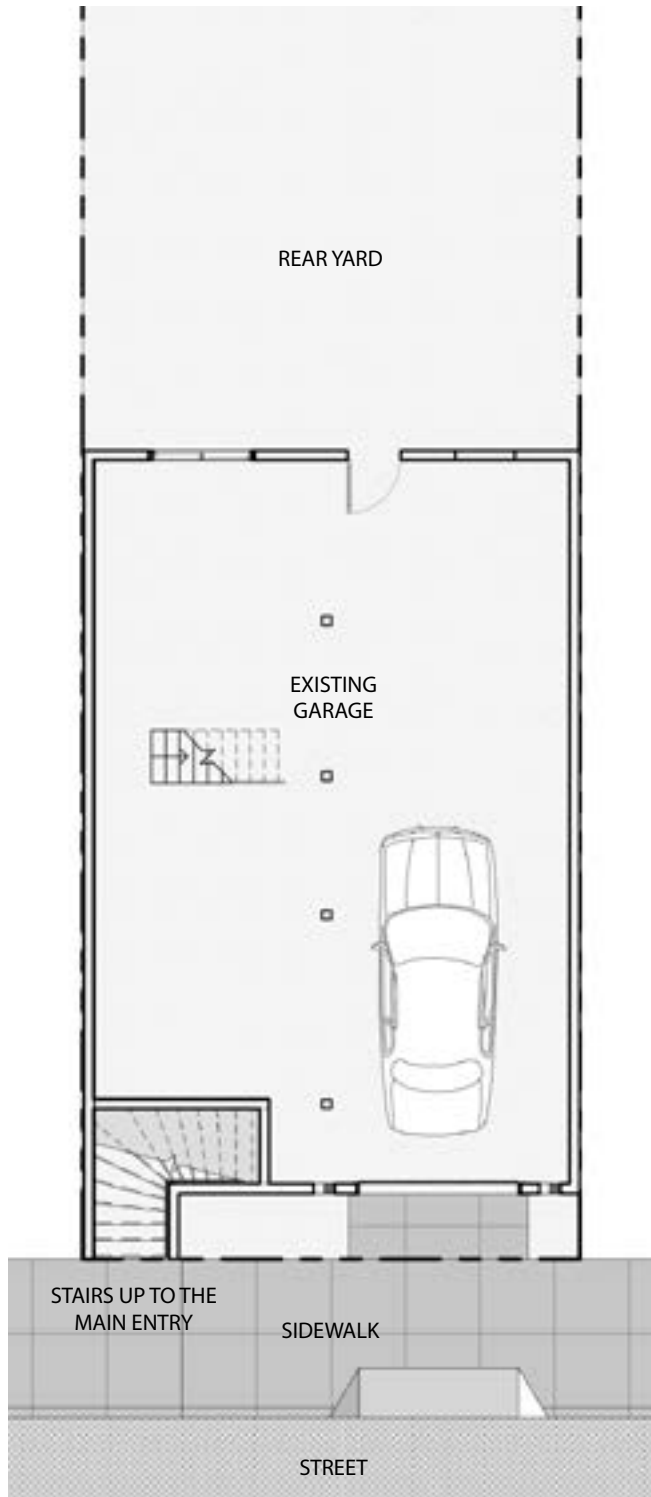 REAR YARD
EXISTING
GARAGE
STAIRS UP TO THE
MAIN ENTRY
SIDEWALK
STREET